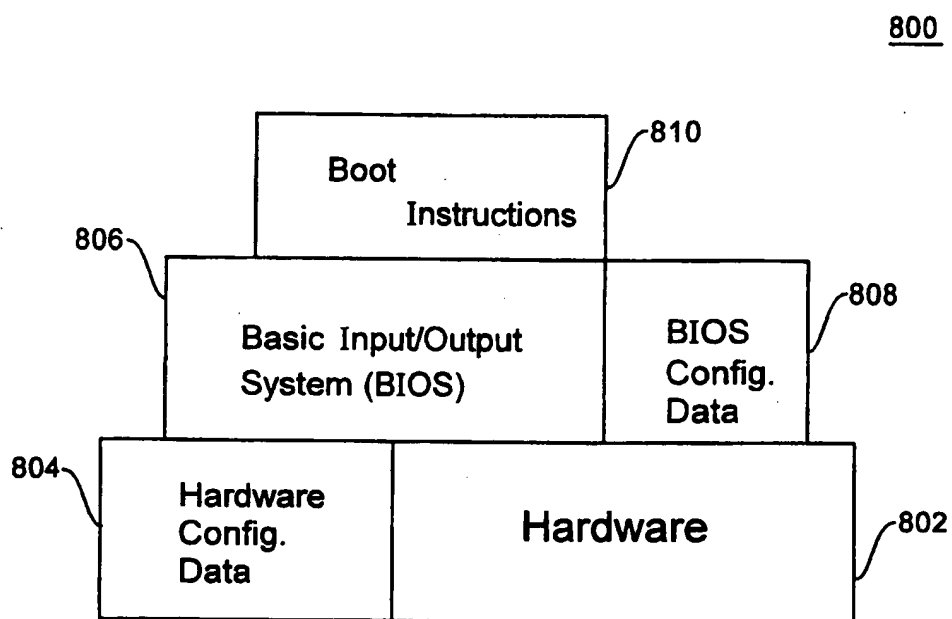 800
810
Boot
Instructions
806
808
Basic Input/Output
System (BIOS)
BIOS
Config.
Data
804
Hardware
Config.
Data
Hardware
802